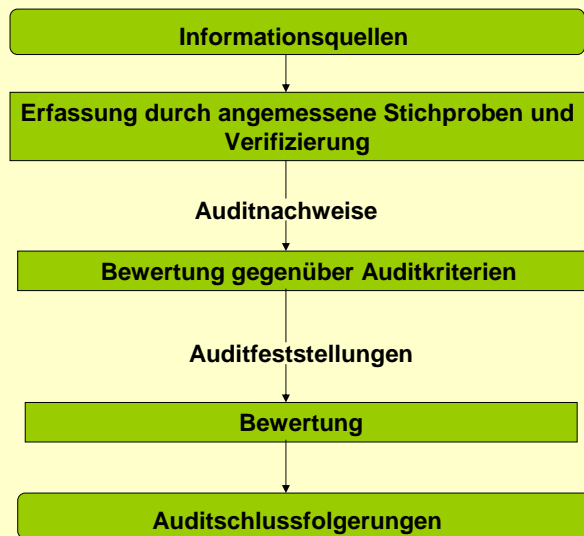 Informationsquellen
Erfassung durch angemessene Stichproben und
Verifizierung
Auditnachweise
Bewertung gegenüber Auditkriterien
Auditfeststellungen
Bewertung
Auditschlussfolgerungen